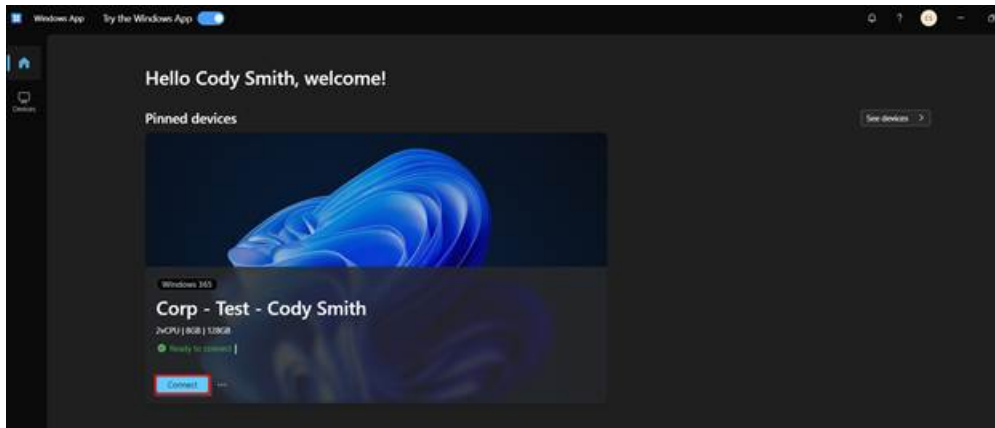 Windows App Try the Windows App ?
CS
Devices
Hello Cody Smith, welcome!
Pinned devices
See devices
Windows 365
Corp - Test - Cody Smith
2vCPU | 8GB | 128GB
Ready to connect |
Connect ...